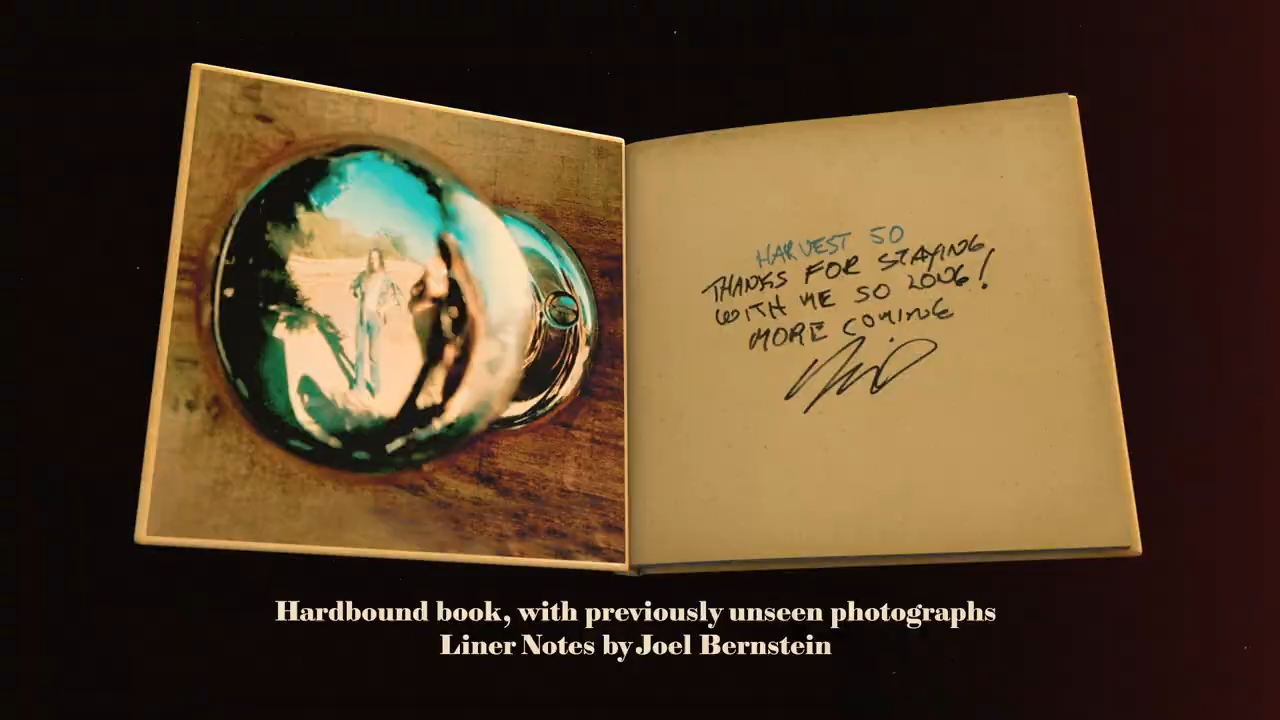 HARVEST 50
THANKS FOR STAYING
WITH ME SO LONG!
MORE COMING
Hardbound book, with previously unseen photographs
Liner Notes by Joel Bernstein